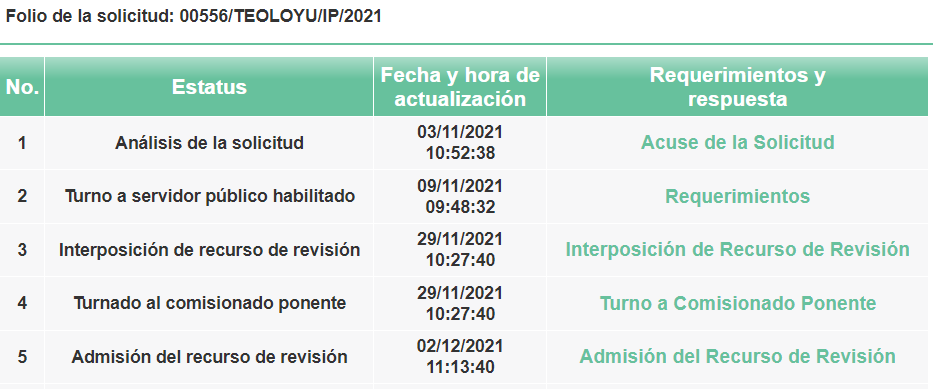 Folio de la solicitud: 00556/TEOLOYU/IP/2021
No. Estatus Fecha y hora de actualización Requerimientos y respuesta
1 Análisis de la solicitud 03/11/2021 10:52:38 Acuse de la Solicitud
2 Turno a servidor público habilitado 09/11/2021 09:48:32 Requerimientos
3 Interposición de recurso de revisión 29/11/2021 10:27:40 Interposición de Recurso de Revisión
4 Turnado al comisionado ponente 29/11/2021 10:27:40 Turno a Comisionado Ponente
5 Admisión del recurso de revisión 02/12/2021 11:13:40 Admisión del Recurso de Revisión